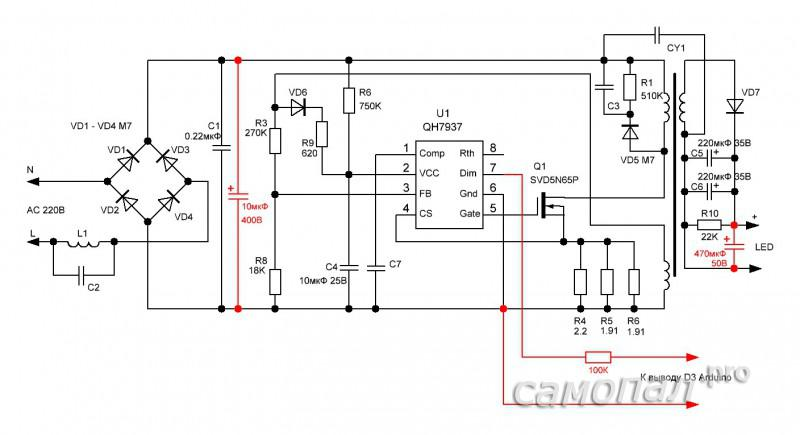 CY1
VD1 - VD4 M7
VD1
VD3
VD2
VD4
N
AC 220В
L
L1
C2
C1
0.22мкФ
+
10мкФ
400В
VD6
R3
270K
R9
620
R6
750K
R8
18K
C4
10мкФ 25В
C7
U1
QH7937
1 Comp Rth 8
2 VCC Dim 7
3 FB Gnd 6
4 CS Gate 5
Q1
SVD5N65P
C3
R1
510K
VD5 M7
VD7
220мкФ 35В
C5 +
220мкФ 35В
C6 +
R10
22K
+
LED
+
470мкФ
50В
R4
2.2
R5
1.91
R6
1.91
100K
К выводу D3 Arduino
самопал.pro